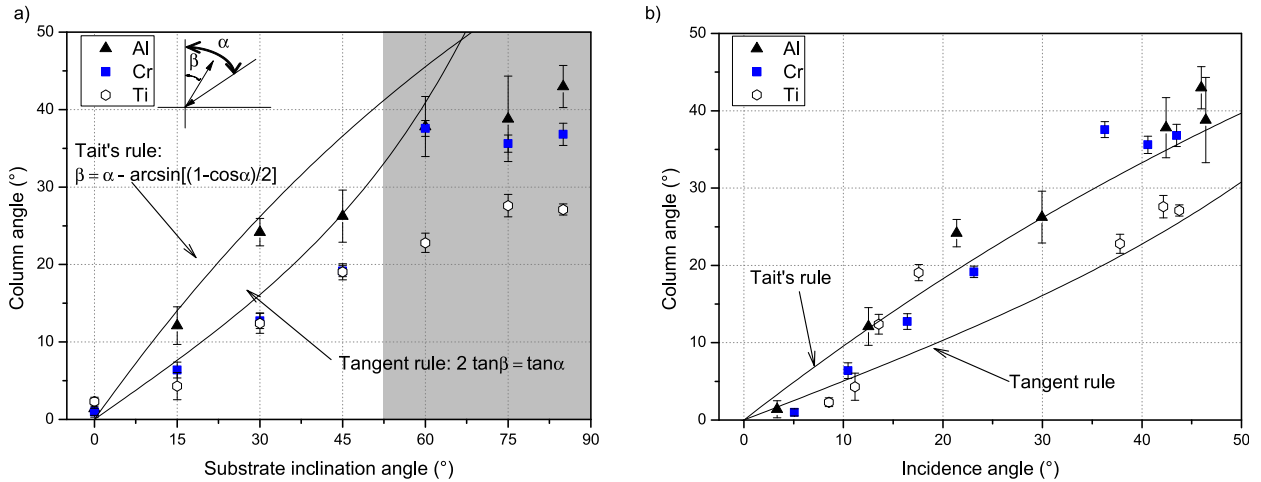 a)
Al
Cr
Ti
α
β
Tait's rule:
β = α - arcsin[(1-cosα)/2]
Tangent rule: 2 tanβ = tanα
50
40
30
20
10
0
Column angle (°)
0 15 30 45 60 75 90
Substrate inclination angle (°)
b)
Al
Cr
Ti
Tait's rule
Tangent rule
50
40
30
20
10
0
Column angle (°)
0 10 20 30 40 50
Incidence angle (°)